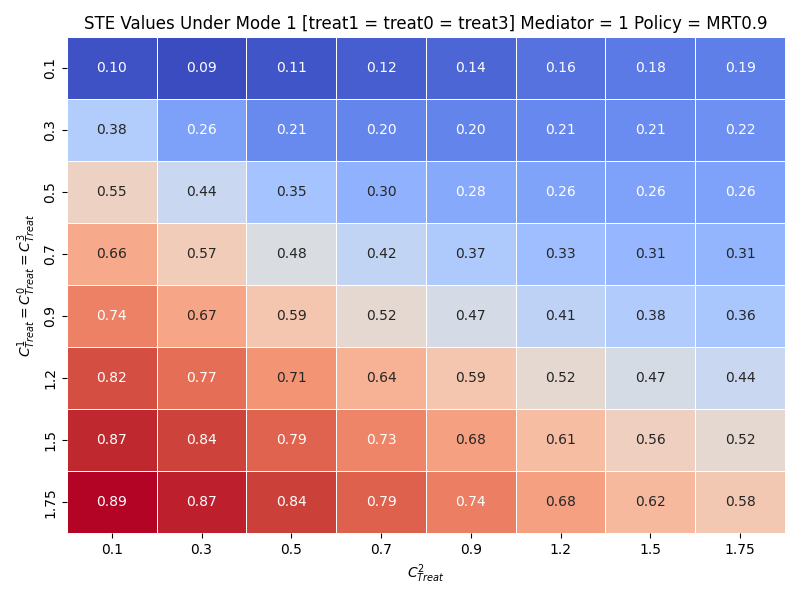 STE Values Under Mode 1 [treat1 = treat0 = treat3] Mediator = 1 Policy = MRT0.9
0.1 0.10 0.09 0.11 0.12 0.14 0.16 0.18 0.19
0.3 0.38 0.26 0.21 0.20 0.20 0.21 0.21 0.22
0.5 0.55 0.44 0.35 0.30 0.28 0.26 0.26 0.26
0.7 0.66 0.57 0.48 0.42 0.37 0.33 0.31 0.31
0.9 0.74 0.67 0.59 0.52 0.47 0.41 0.38 0.36
1.2 0.82 0.77 0.71 0.64 0.59 0.52 0.47 0.44
1.5 0.87 0.84 0.79 0.73 0.68 0.61 0.56 0.52
1.75 0.89 0.87 0.84 0.79 0.74 0.68 0.62 0.58
0.1 0.3 0.5 0.7 0.9 1.2 1.5 1.75
$C^{1}_{Treat} = C^{0}_{Treat} = C^{3}_{Treat}$
$C^{2}_{Treat}$